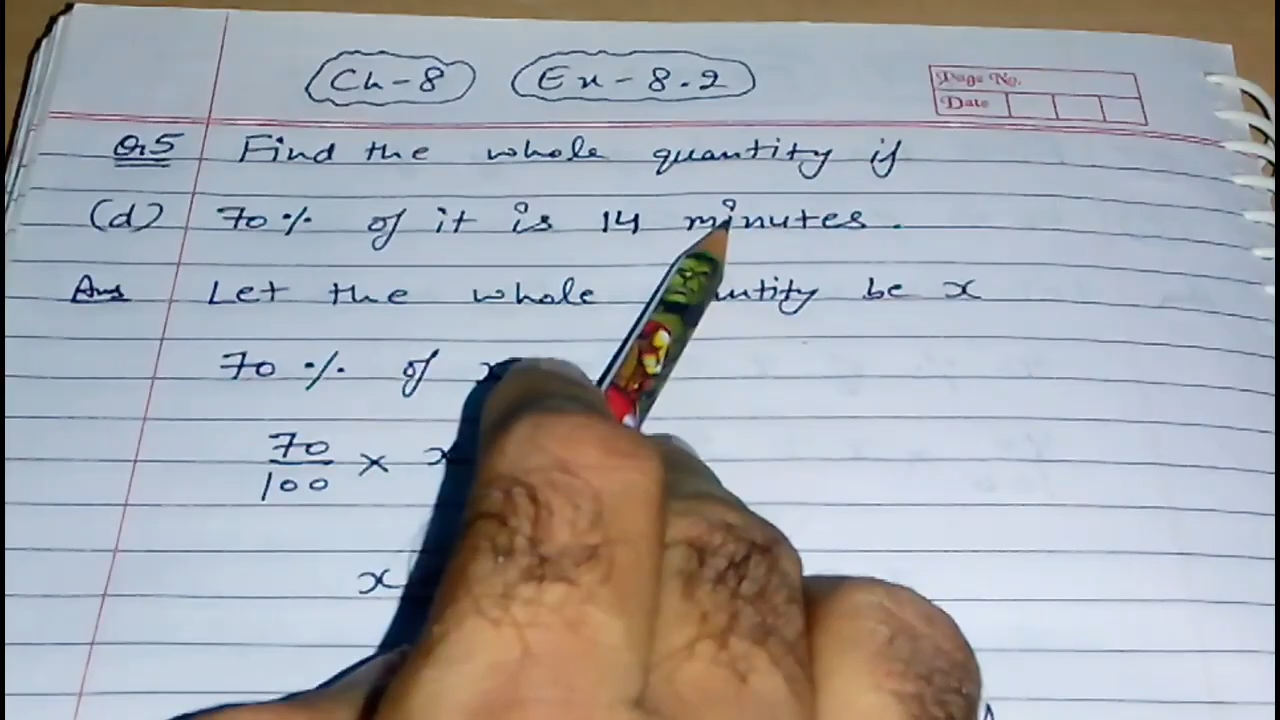 Ch-8 Ex-8.2
Page No.
Date
Q.5 Find the whole quantity if
(d) 70% of it is 14 minutes.
Ans Let the whole untity be x
70% of x
70/100 × x
x